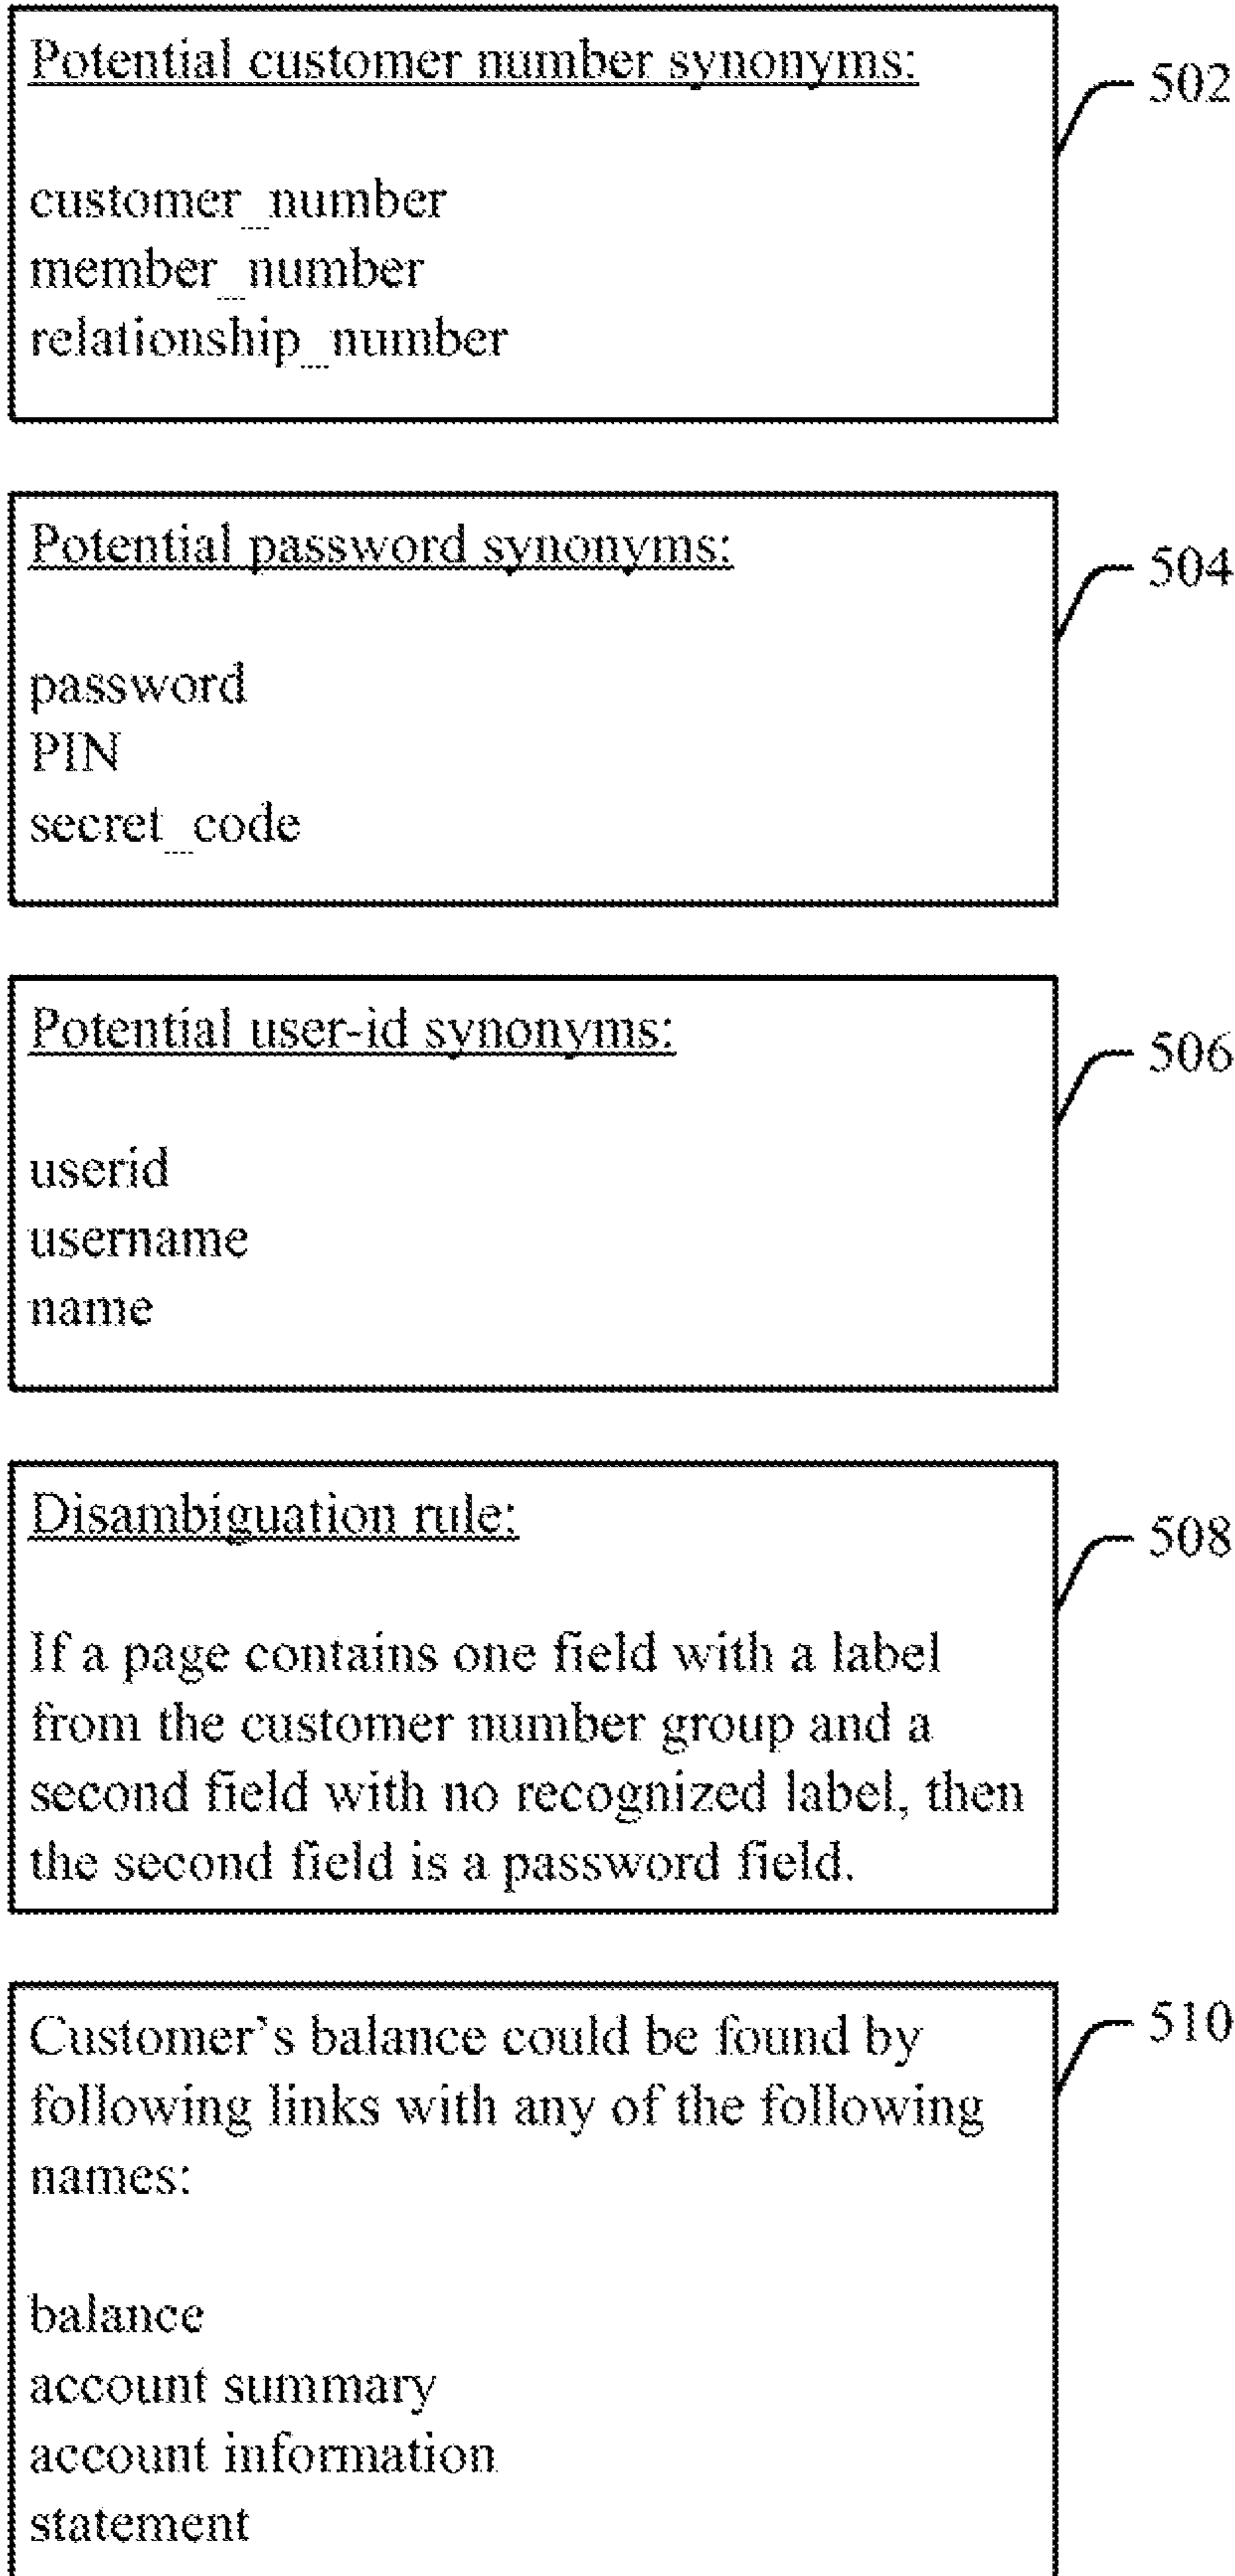 Potential customer number synonyms:
502
customer_number
member_number
relationship_number
Potential password synonyms:
504
password
PIN
secret_code
Potential user-id synonyms:
506
userid
username
name
Disambiguation rule:
508
If a page contains one field with a label
from the customer number group and a
second field with no recognized label, then
the second field is a password field.
Customer's balance could be found by
510
following links with any of the following
names:
balance
account summary
account information
statement